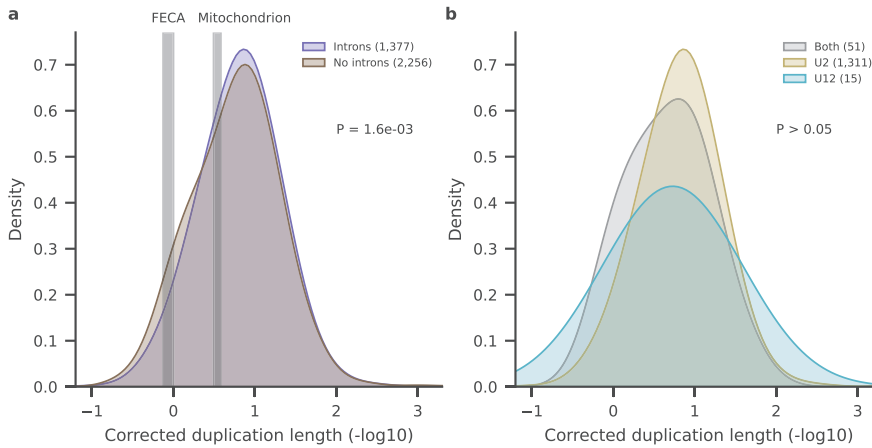 a
FECA
Mitochondrion
Introns (1,377)
No introns (2,256)
P = 1.6e-03
Density
0.0
0.1
0.2
0.3
0.4
0.5
0.6
0.7
−1
0
1
2
3
Corrected duplication length (-log10)
b
Both (51)
U2 (1,311)
U12 (15)
P > 0.05
Density
0.0
0.1
0.2
0.3
0.4
0.5
0.6
0.7
−1
0
1
2
3
Corrected duplication length (-log10)